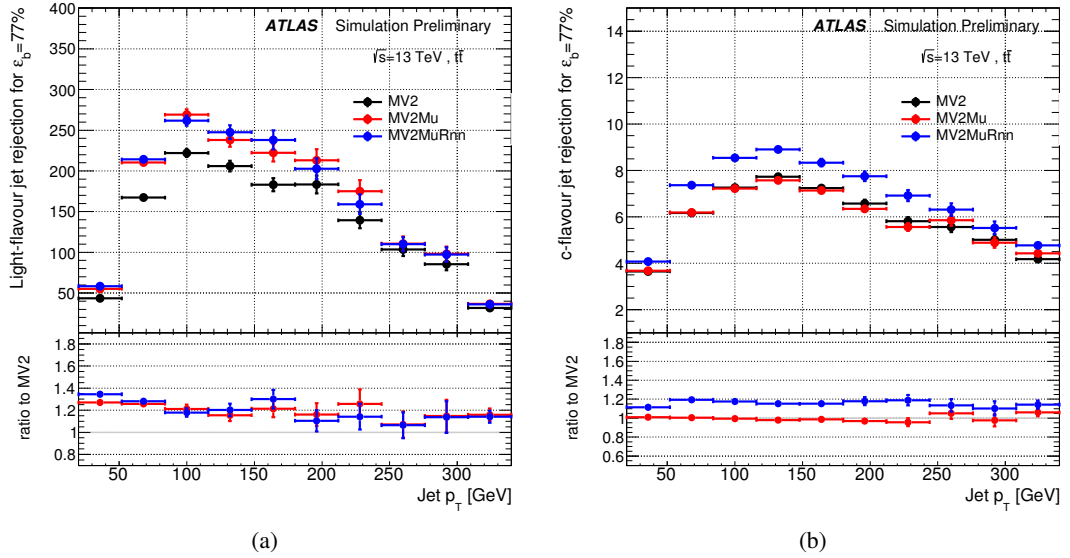 ATLAS Simulation Preliminary
√s=13 TeV , tt̄
MV2
MV2Mu
MV2MuRnn
Light-flavour jet rejection for ε_b=77%
400
350
300
250
200
150
100
50
ratio to MV2
1.8
1.6
1.4
1.2
1
0.8
50 100 150 200 250 300
Jet p_T [GeV]
(a)
ATLAS Simulation Preliminary
√s=13 TeV , tt̄
MV2
MV2Mu
MV2MuRnn
c-flavour jet rejection for ε_b=77%
14
12
10
8
6
4
2
ratio to MV2
1.8
1.6
1.4
1.2
1.0
0.8
0.6
50 100 150 200 250 300
Jet p_T [GeV]
(b)